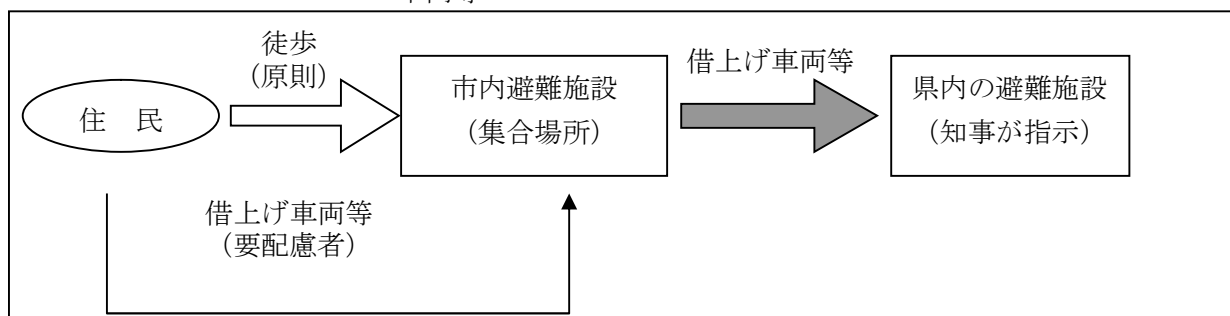 徒歩
（原則）
住　民
市内避難施設
（集合場所）
借上げ車両等
県内の避難施設
（知事が指示）
借上げ車両等
（要配慮者）